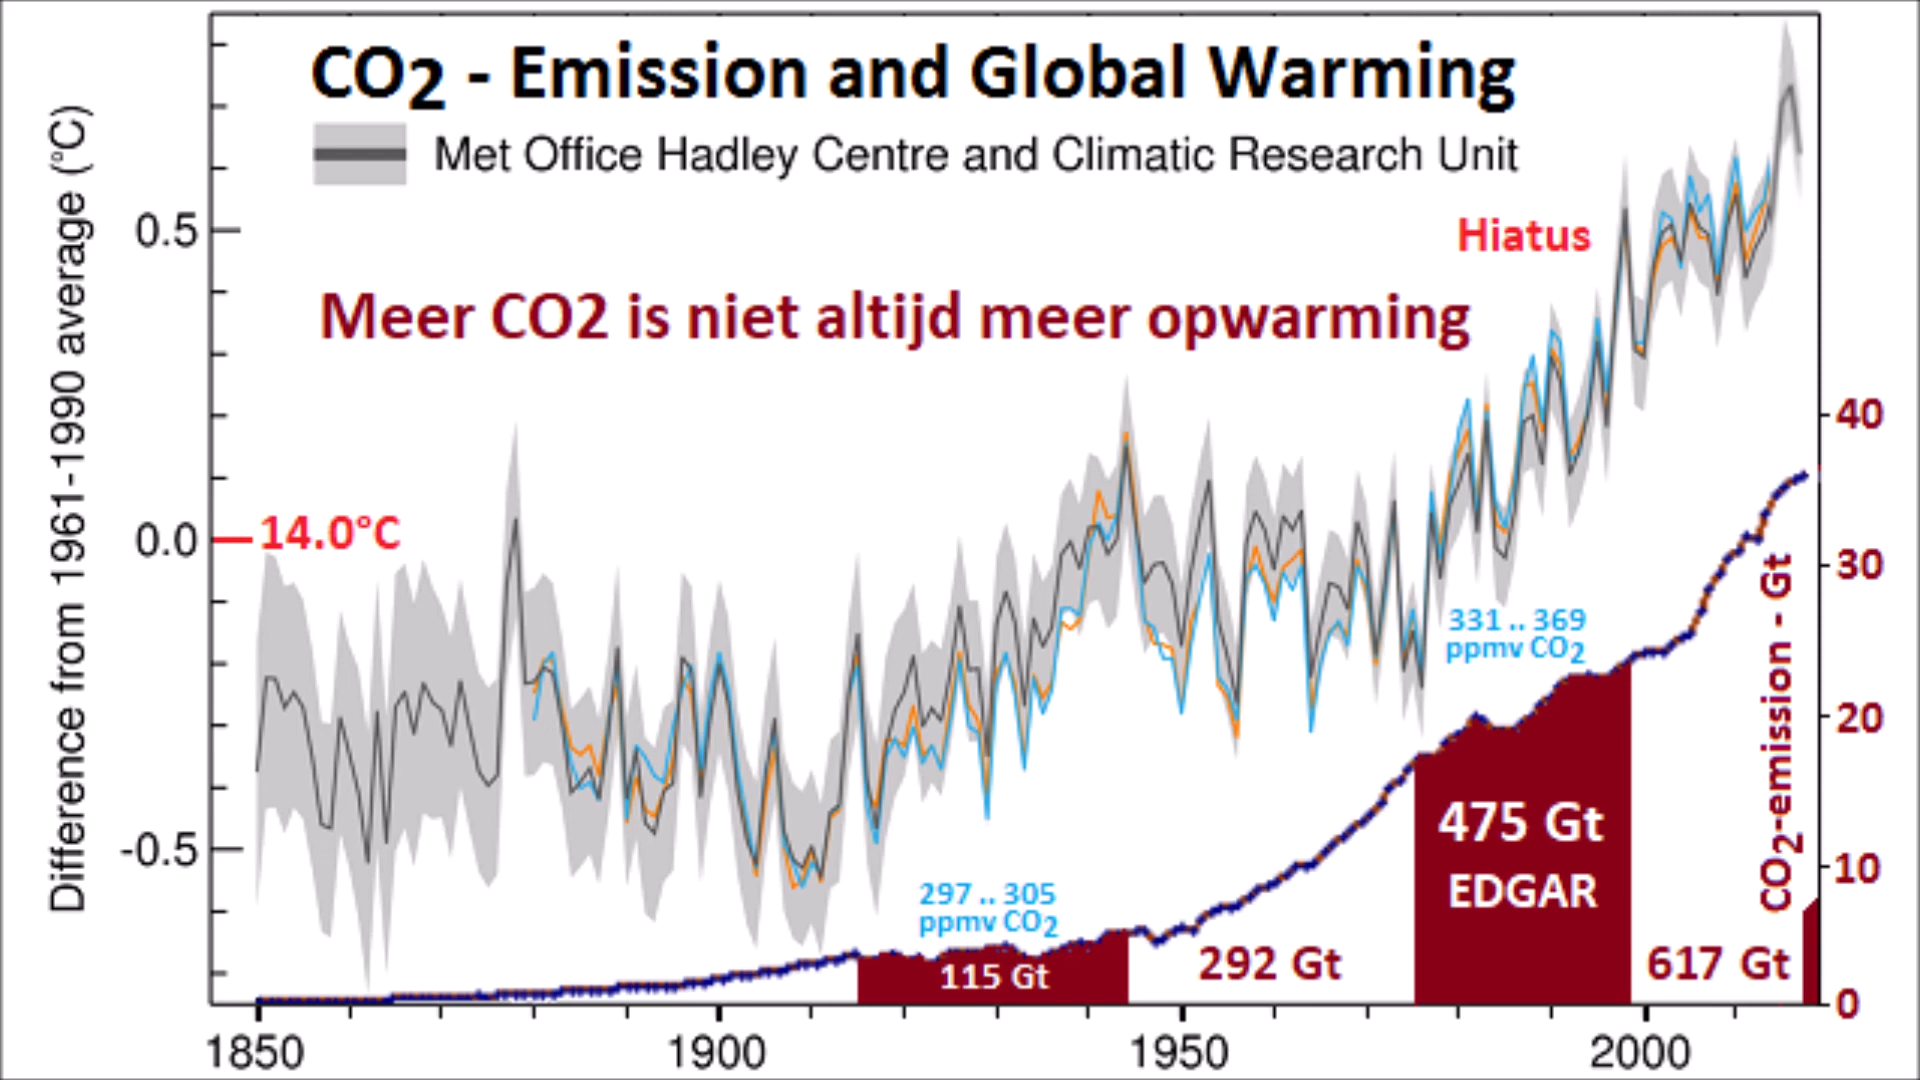 CO2 - Emission and Global Warming
Met Office Hadley Centre and Climatic Research Unit
Difference from 1961-1990 average (°C)
0.5
0.0
-0.5
14.0°C
Hiatus
Meer CO2 is niet altijd meer opwarming
331 .. 369
ppmv CO2
297 .. 305
ppmv CO2
115 Gt
292 Gt
475 Gt
EDGAR
617 Gt
CO2-emission - Gt
40
30
20
10
0
1850
1900
1950
2000